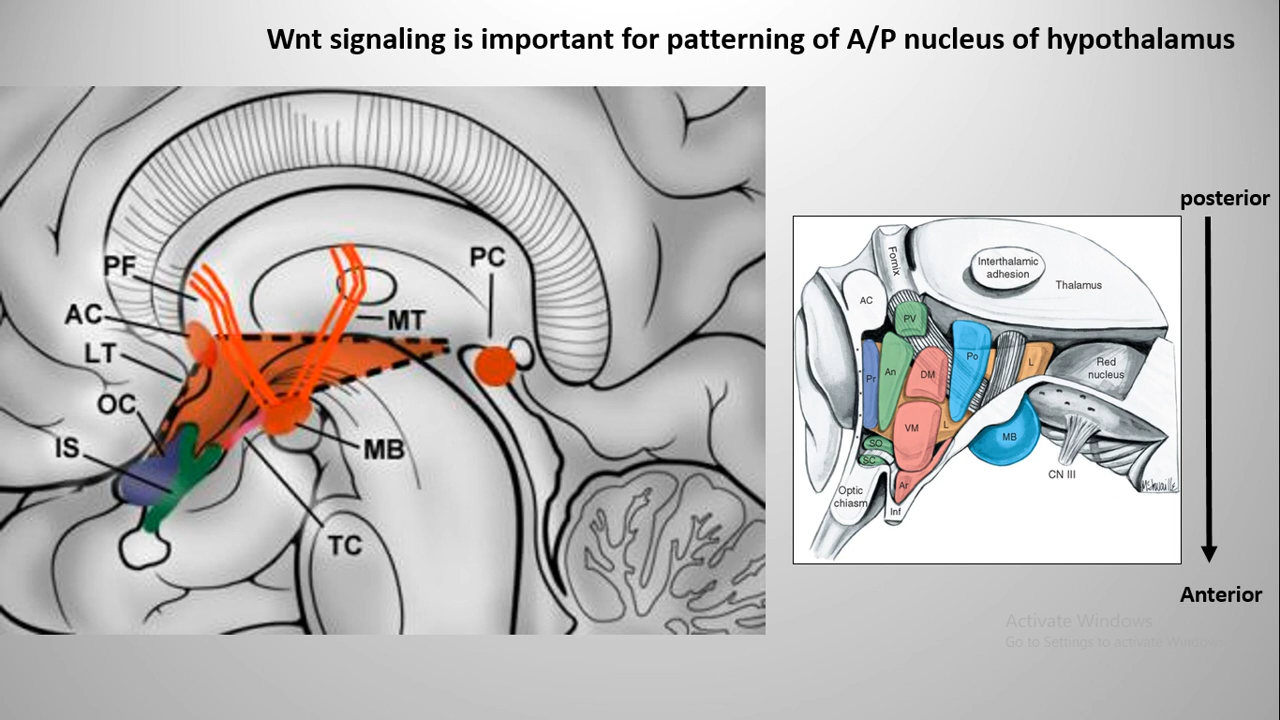 Wnt signaling is important for patterning of A/P nucleus of hypothalamus
PF
AC
LT
OC
IS
PC
MT
MB
TC
posterior
Fornix
Interthalamic
adhesion
Thalamus
AC
PV
Po
DM
L
Red
nucleus
Pr
An
VM
L
MB
SO
SC
Ar
CN III
Optic
chiasm
Inf
Anterior
Activate Windows
Go to Settings to activate Windows